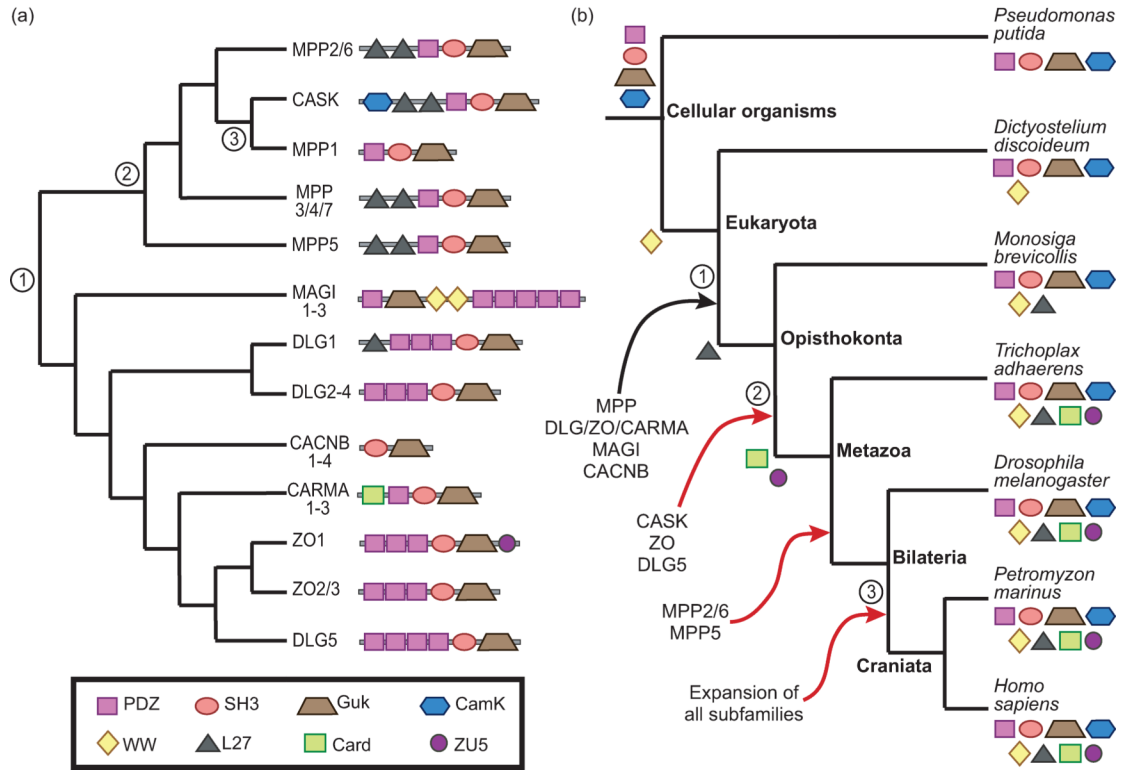 (a)
MPP2/6
CASK
③
MPP1
②
MPP
3/4/7
MPP5
①
MAGI
1-3
DLG1
DLG2-4
CACNB
1-4
CARMA
1-3
ZO1
ZO2/3
DLG5
PDZ
SH3
Guk
CamK
WW
L27
Card
ZU5
(b)
Pseudomonas
putida
Cellular organisms
Dictyostelium
discoideum
Eukaryota
Monosiga
brevicollis
①
Opisthokonta
Trichoplax
adhaerens
②
MPP
DLG/ZO/CARMA
MAGI
CACNB
Metazoa
Drosophila
melanogaster
CASK
ZO
DLG5
Bilateria
Petromyzon
marinus
③
MPP2/6
MPP5
Craniata
Expansion of
all subfamilies
Homo
sapiens